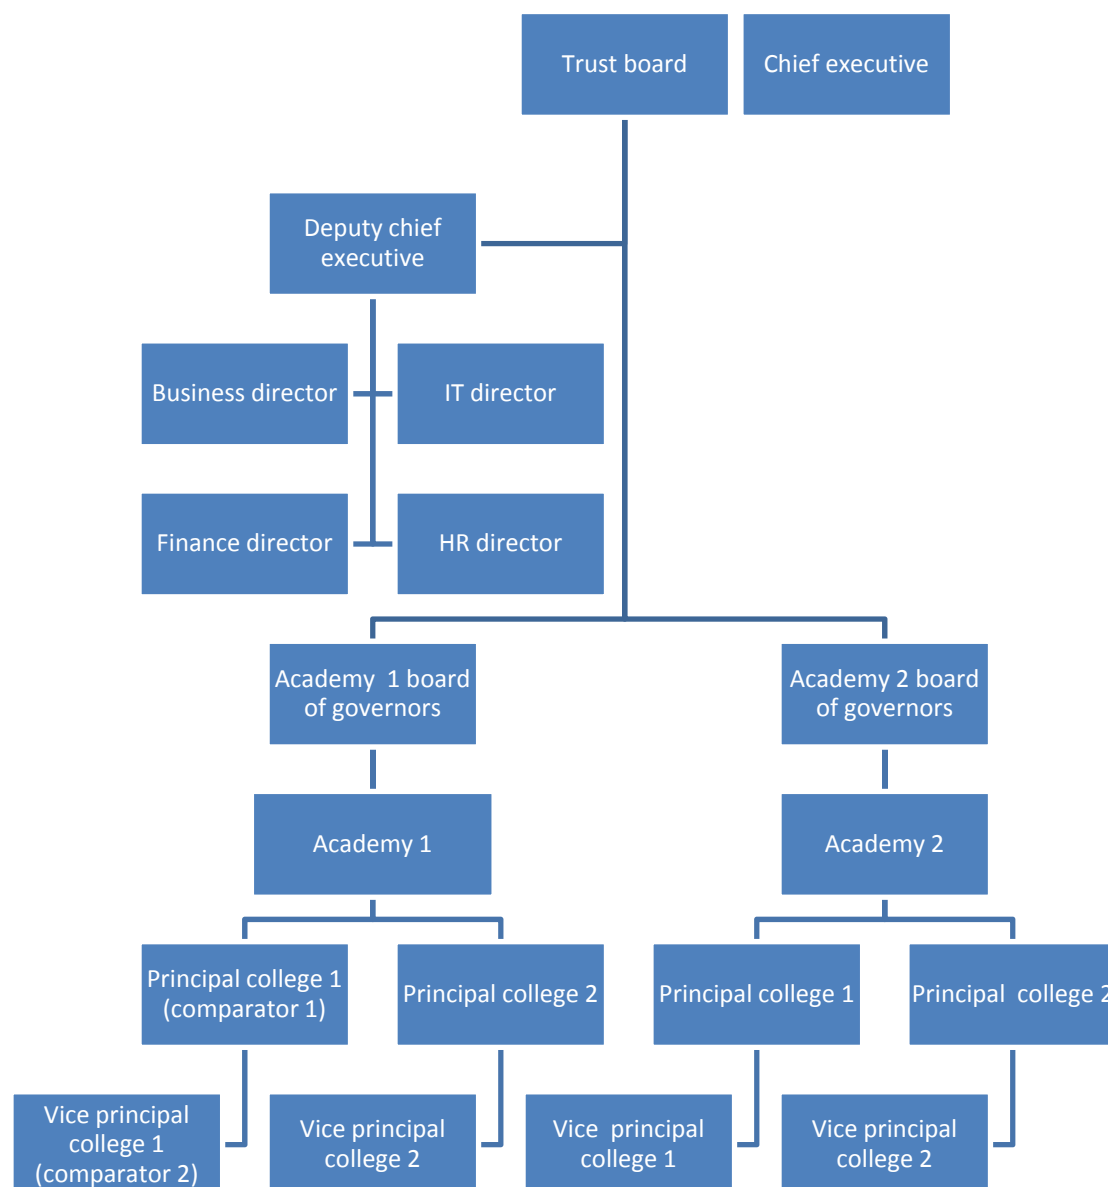 Trust board
Chief executive
Deputy chief
executive
Business director
IT director
Finance director
HR director
Academy  1 board
of governors
Academy 2 board
of governors
Academy 1
Academy 2
Principal college 1
(comparator 1)
Principal college 2
Principal college 1
Principal  college 2
Vice principal
college 1
(comparator 2)
Vice principal
college 2
Vice  principal
college 1
Vice principal
college 2